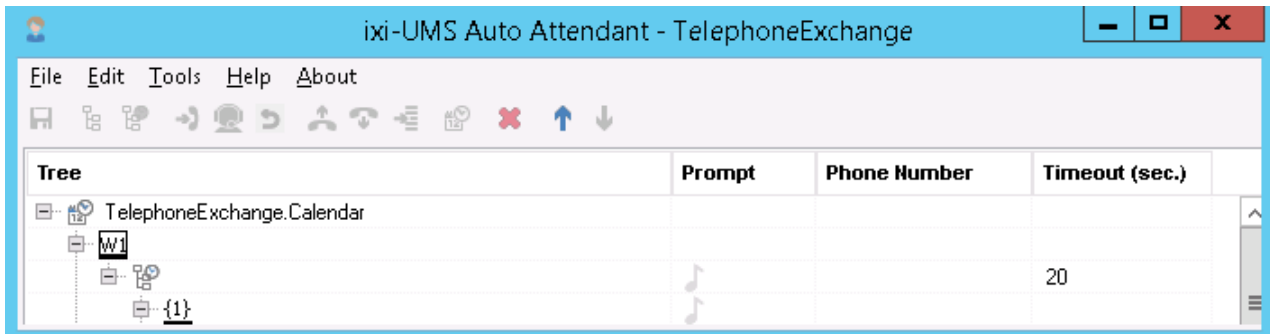 ixi-UMS Auto Attendant - TelephoneExchange
File Edit Tools Help About
Tree Prompt Phone Number Timeout (sec.)
TelephoneExchange.Calendar
W1
20
{1}